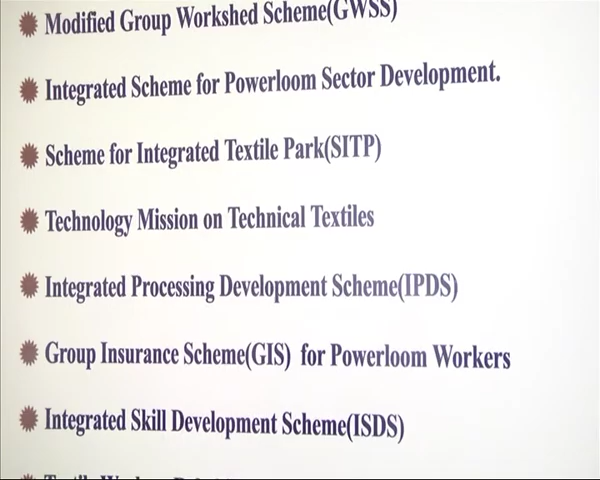 Modified Group Workshed Scheme(GWSS)
Integrated Scheme for Powerloom Sector Development.
Scheme for Integrated Textile Park(SITP)
Technology Mission on Technical Textiles
Integrated Processing Development Scheme(IPDS)
Group Insurance Scheme(GIS) for Powerloom Workers
Integrated Skill Development Scheme(ISDS)